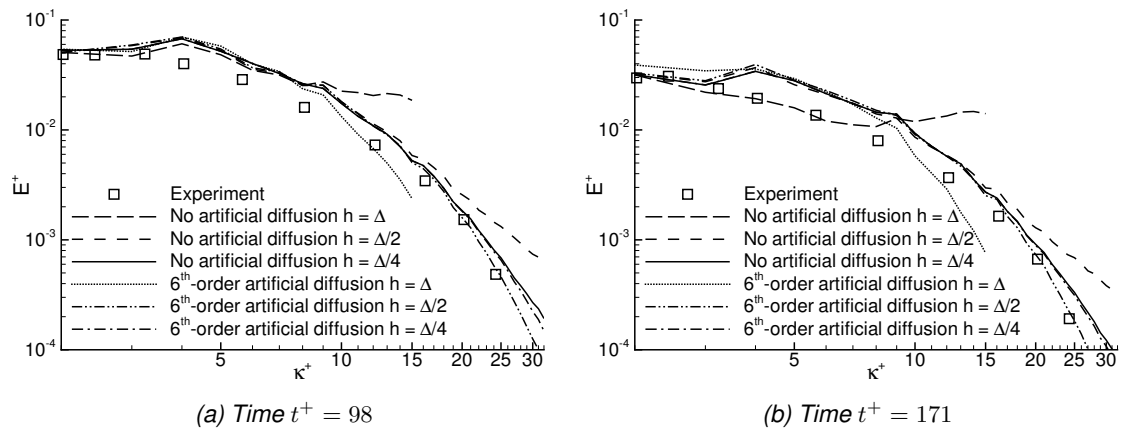 10⁻¹
10⁻²
10⁻³
10⁻⁴
E⁺
Experiment
No artificial diffusion h = Δ
No artificial diffusion h = Δ/2
No artificial diffusion h = Δ/4
6ᵗʰ-order artificial diffusion h = Δ
6ᵗʰ-order artificial diffusion h = Δ/2
6ᵗʰ-order artificial diffusion h = Δ/4
5 10 15 20 25 30
κ⁺
(a) Time t⁺ = 98
10⁻¹
10⁻²
10⁻³
10⁻⁴
E⁺
Experiment
No artificial diffusion h = Δ
No artificial diffusion h = Δ/2
No artificial diffusion h = Δ/4
6ᵗʰ-order artificial diffusion h = Δ
6ᵗʰ-order artificial diffusion h = Δ/2
6ᵗʰ-order artificial diffusion h = Δ/4
5 10 15 20 25 30
κ⁺
(b) Time t⁺ = 171